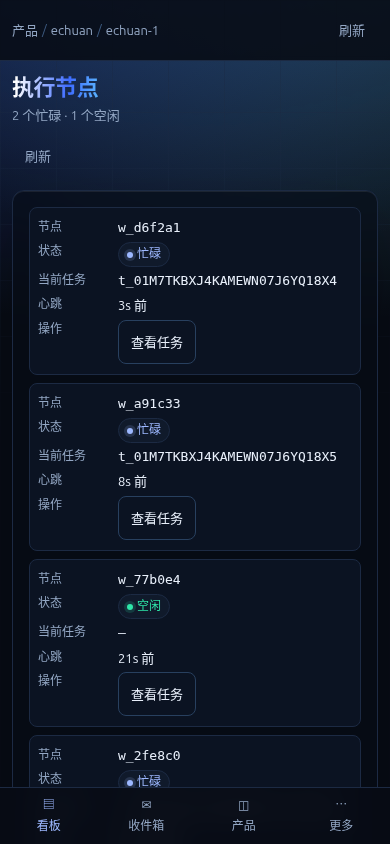 产品 / echuan / echuan-1
刷新
执行节点
2 个忙碌 · 1 个空闲
刷新
节点 w_d6f2a1
状态 忙碌
当前任务 t_01M7TKBXJ4KAMEWN07J6YQ18X4
心跳 3s 前
操作 查看任务
节点 w_a91c33
状态 忙碌
当前任务 t_01M7TKBXJ4KAMEWN07J6YQ18X5
心跳 8s 前
操作 查看任务
节点 w_77b0e4
状态 空闲
当前任务 —
心跳 21s 前
操作 查看任务
节点 w_2fe8c0
状态 忙碌
看板 收件箱 产品 更多